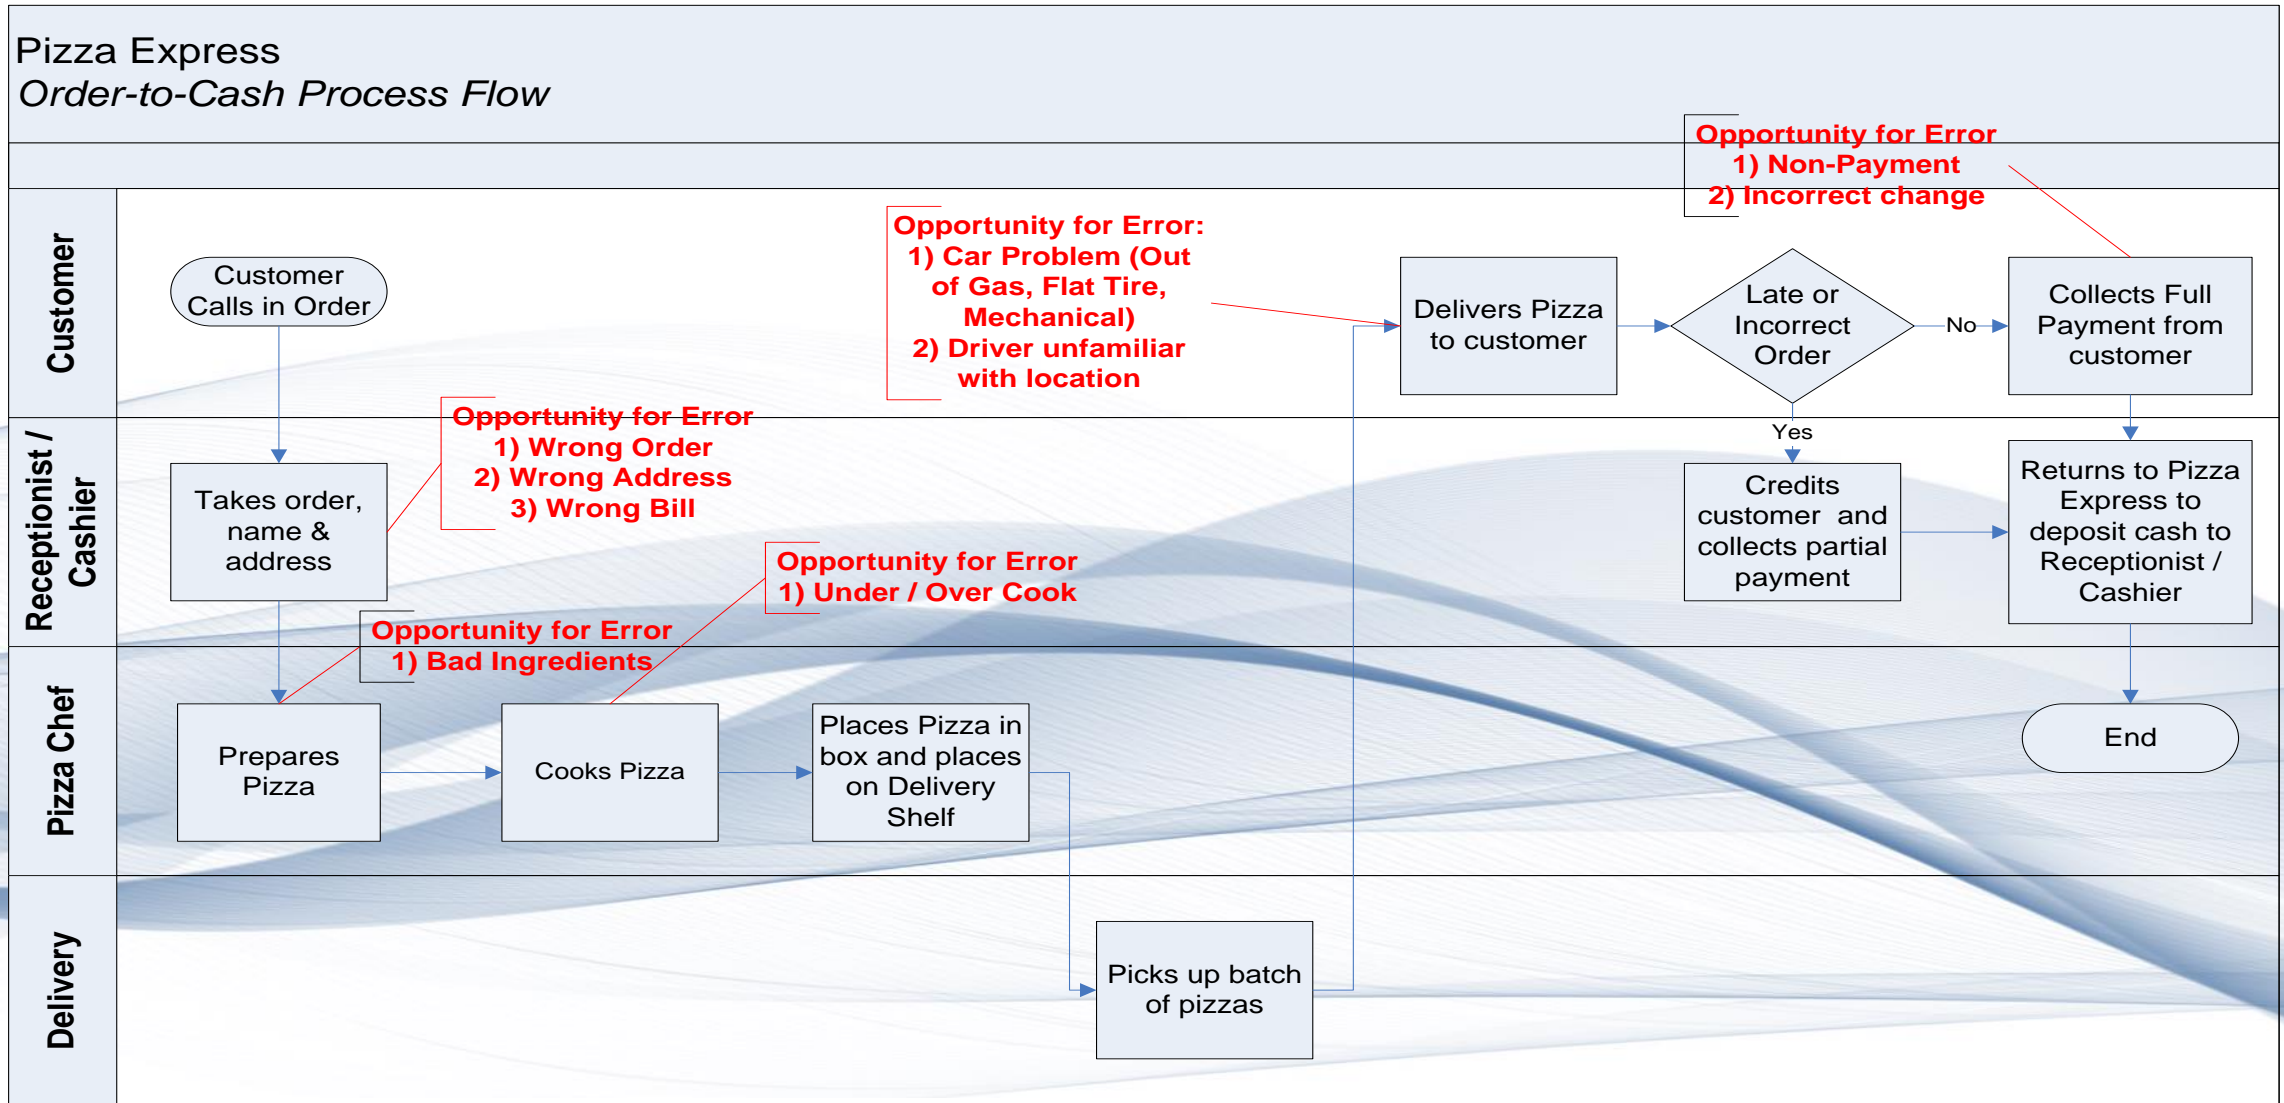 Pizza Express
Order-to-Cash Process Flow
Opportunity for Error
1) Non-Payment
2) Incorrect change
Customer
Customer
Calls in Order
Opportunity for Error:
1) Car Problem (Out
of Gas, Flat Tire,
Mechanical)
2) Driver unfamiliar
with location
Delivers Pizza
to customer
Late or
Incorrect
Order
No
Collects Full
Payment from
customer
Yes
Receptionist /
Cashier
Takes order,
name &
address
Opportunity for Error
1) Wrong Order
2) Wrong Address
3) Wrong Bill
Credits
customer and
collects partial
payment
Returns to Pizza
Express to
deposit cash to
Receptionist /
Cashier
Opportunity for Error
1) Under / Over Cook
Opportunity for Error
1) Bad Ingredients
Pizza Chef
Prepares
Pizza
Cooks Pizza
Places Pizza in
box and places
on Delivery
Shelf
End
Delivery
Picks up batch
of pizzas